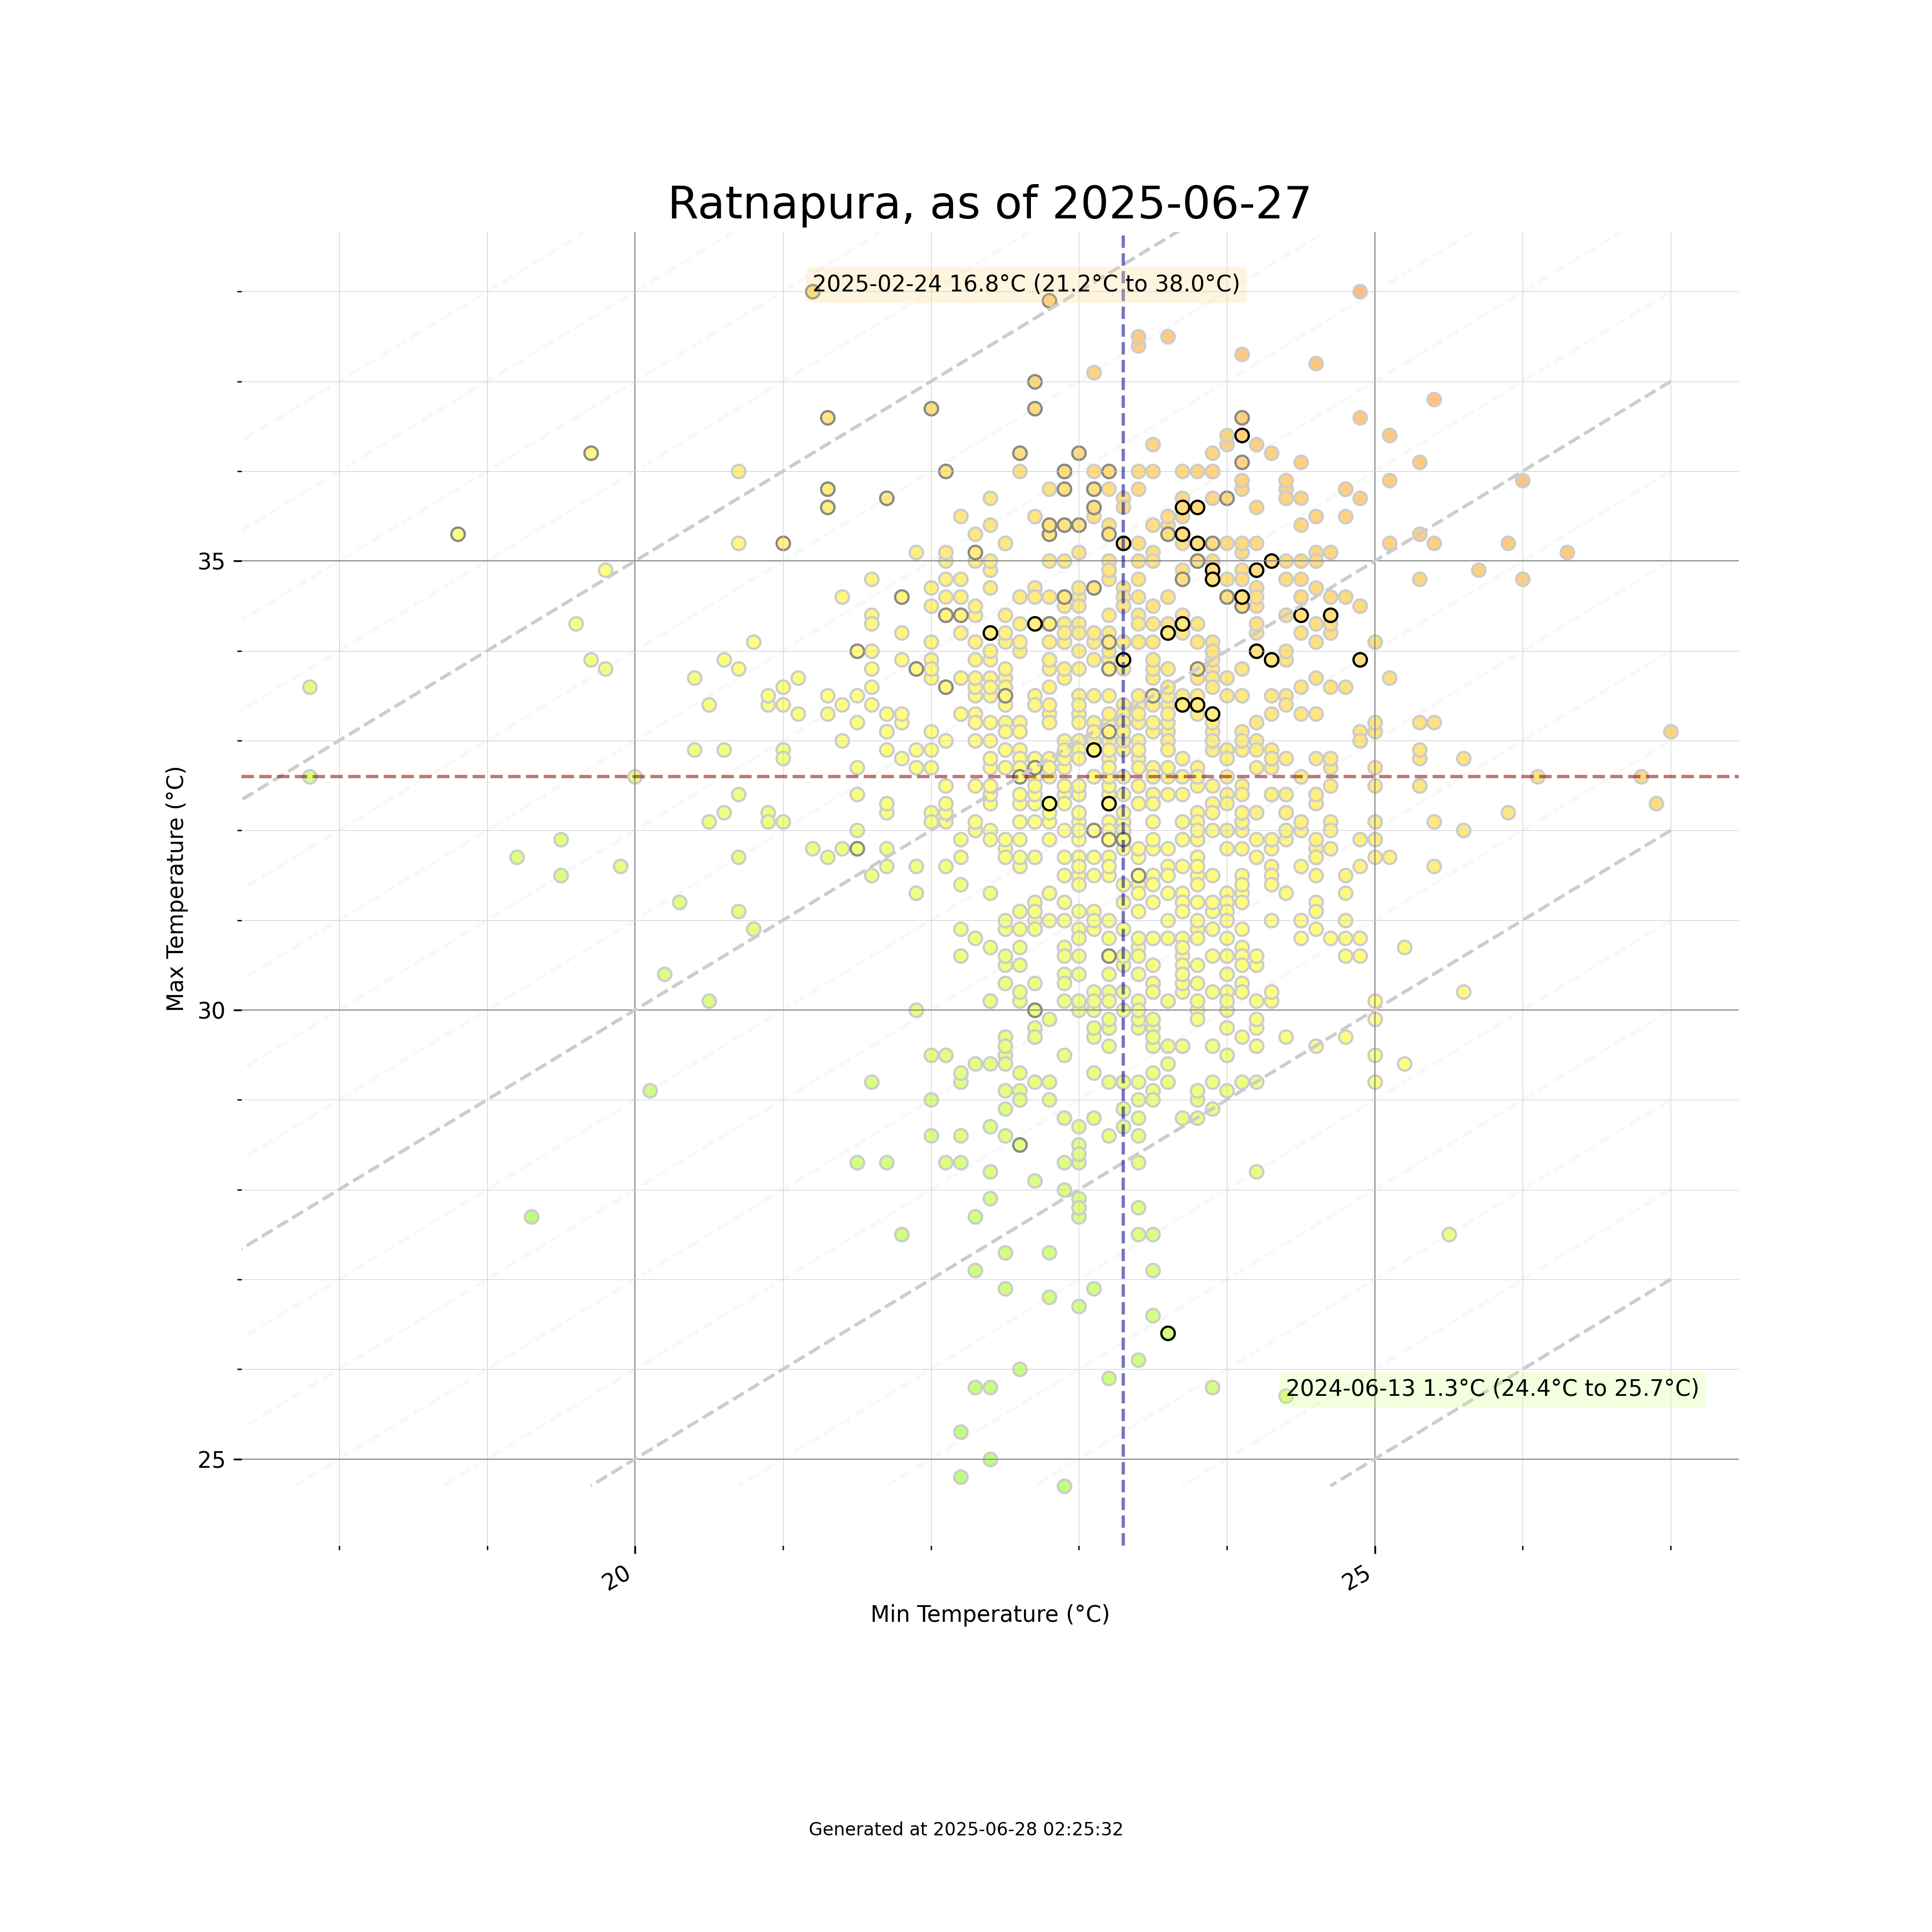 Ratnapura, as of 2025-06-27
2025-02-24 16.8°C (21.2°C to 38.0°C)
35
Max Temperature (°C)
30
2024-06-13 1.3°C (24.4°C to 25.7°C)
25
20
25
Min Temperature (°C)
Generated at 2025-06-28 02:25:32